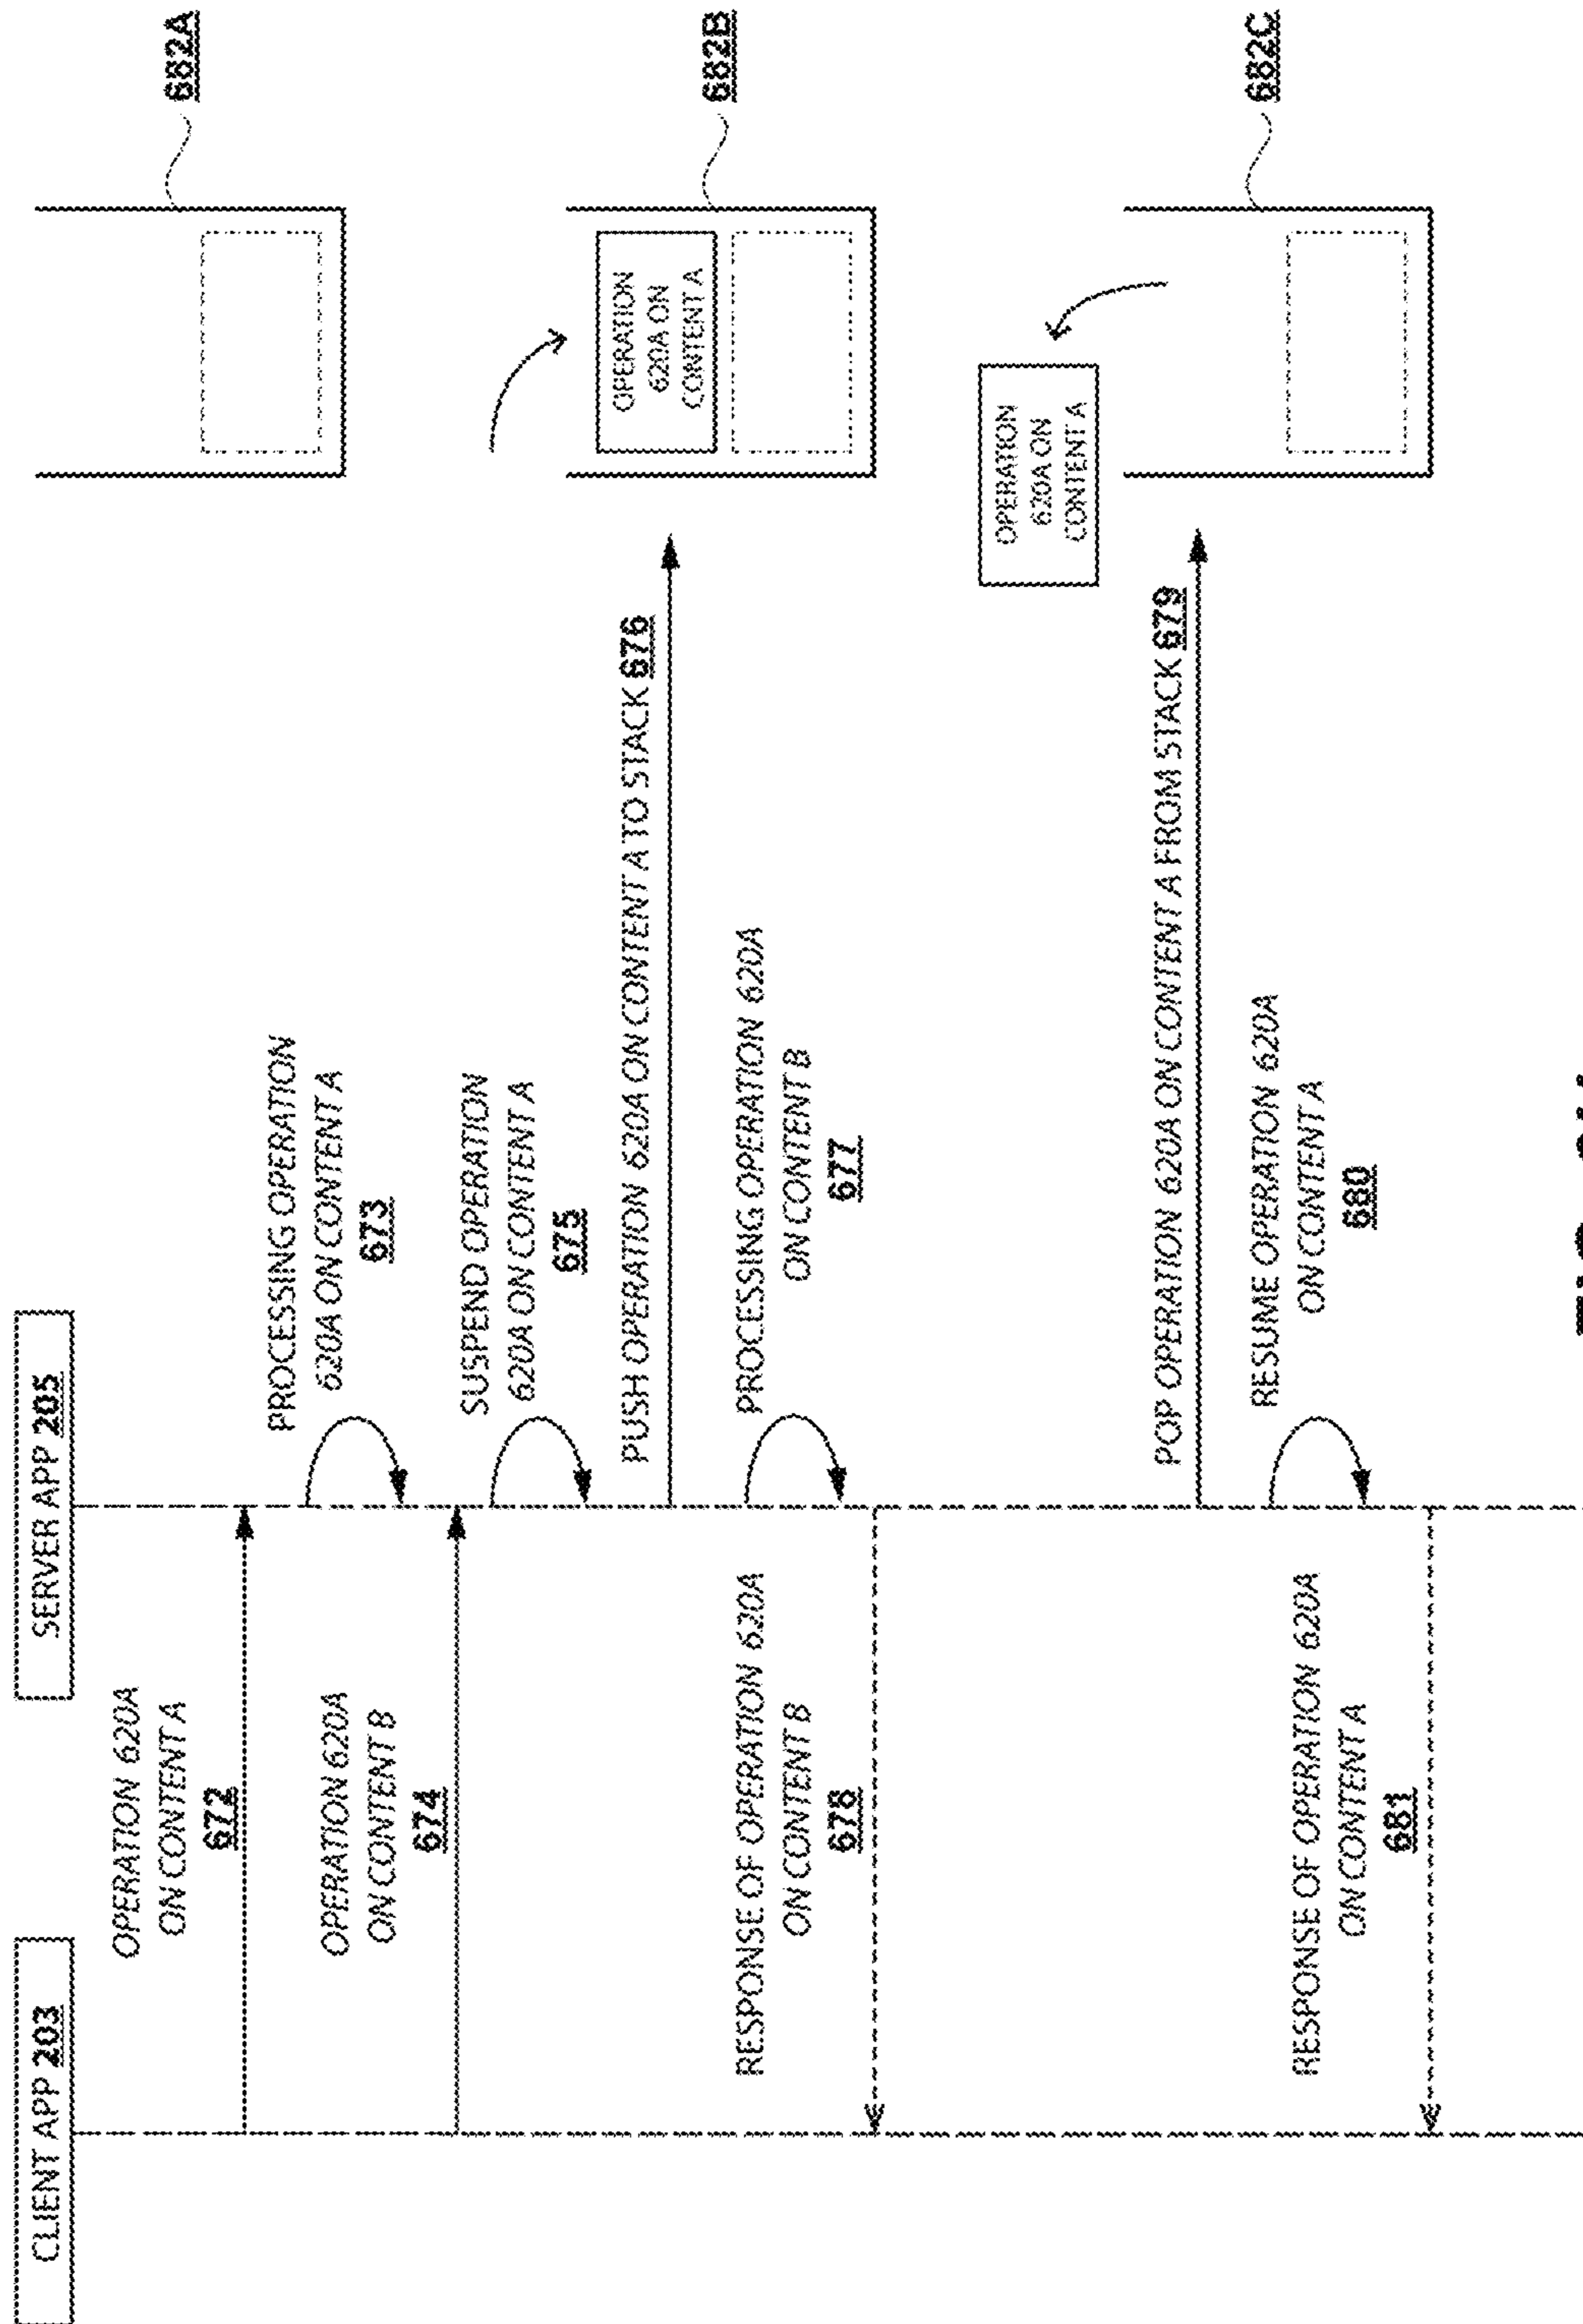 CLIENT APP 203
SERVER APP 205
OPERATION 620A
ON CONTENT A
672
PROCESSING OPERATION
620A ON CONTENT A
673
682A
OPERATION 620A
ON CONTENT B
674
SUSPEND OPERATION
620A ON CONTENT A
675
PUSH OPERATION 620A ON CONTENT A TO STACK 676
OPERATION
620A ON
CONTENT A
682B
PROCESSING OPERATION 620A
ON CONTENT B
677
RESPONSE OF OPERATION 620A
ON CONTENT B
678
OPERATION
620A ON
CONTENT A
POP OPERATION 620A ON CONTENT A FROM STACK 679
682C
RESUME OPERATION 620A
ON CONTENT A
680
RESPONSE OF OPERATION 620A
ON CONTENT A
681